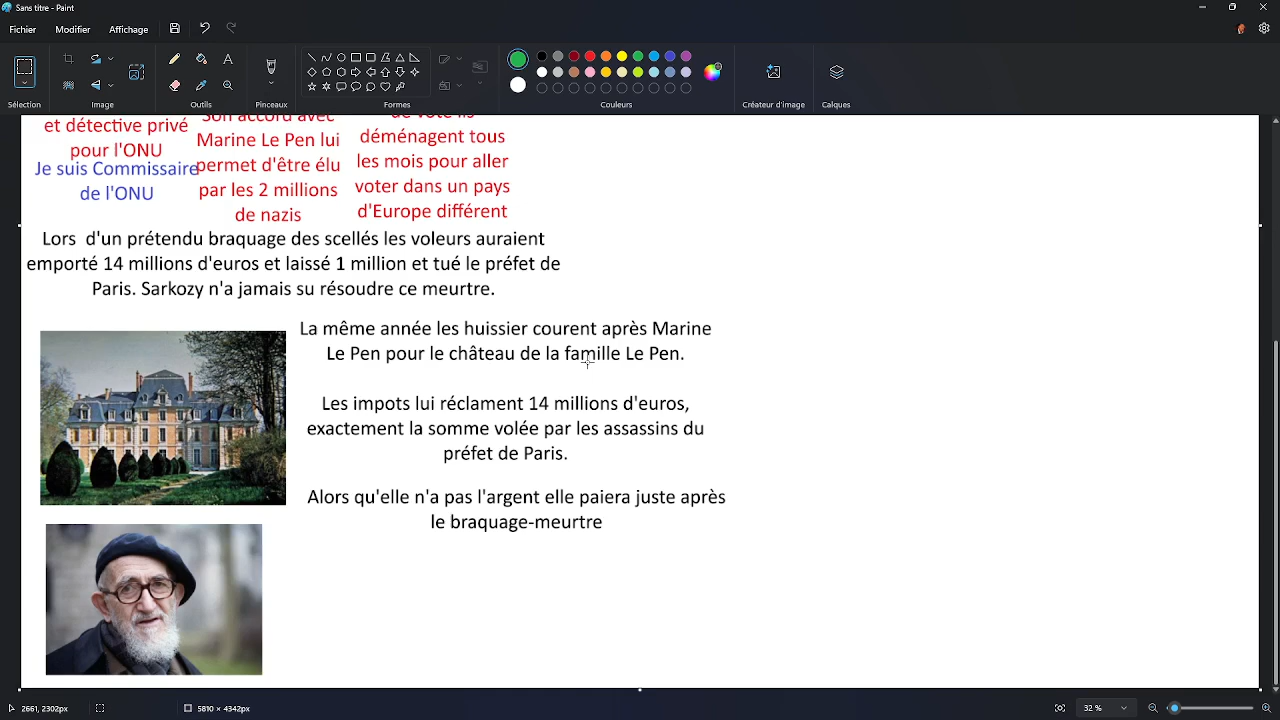 Sans titre - Paint
Fichier
Modifier
Affichage
Sélection
Image
Outils
Pinceaux
Formes
Couleurs
Créateur d'image
Calques
et détective privé
pour l'ONU
Je suis Commissaire
de l'ONU
Son accord avec
Marine Le Pen lui
permet d'être élu
par les 2 millions
de nazis
de vote ils
déménagent tous
les mois pour aller
voter dans un pays
d'Europe différent
Lors  d'un prétendu braquage des scellés les voleurs auraient
emporté 14 millions d'euros et laissé 1 million et tué le préfet de
Paris. Sarkozy n'a jamais su résoudre ce meurtre.
La même année les huissier courent après Marine
Le Pen pour le château de la famille Le Pen.
Les impots lui réclament 14 millions d'euros,
exactement la somme volée par les assassins du
préfet de Paris.
Alors qu'elle n'a pas l'argent elle paiera juste après
le braquage-meurtre
2661, 2302px
5810 × 4342px
32 %